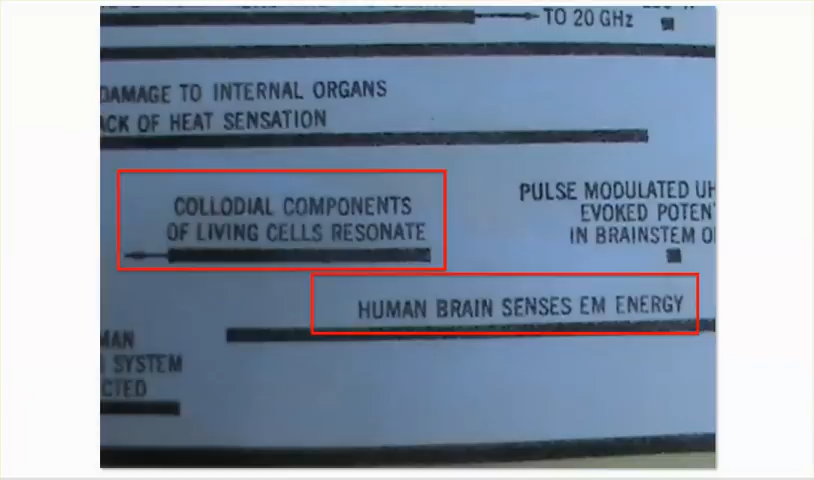 TO 20 GHz
DAMAGE TO INTERNAL ORGANS
ACK OF HEAT SENSATION
COLLODIAL COMPONENTS
OF LIVING CELLS RESONATE
PULSE MODULATED UH
EVOKED POTEN
IN BRAINSTEM O
HUMAN BRAIN SENSES EM ENERGY
MAN
SYSTEM
CTED